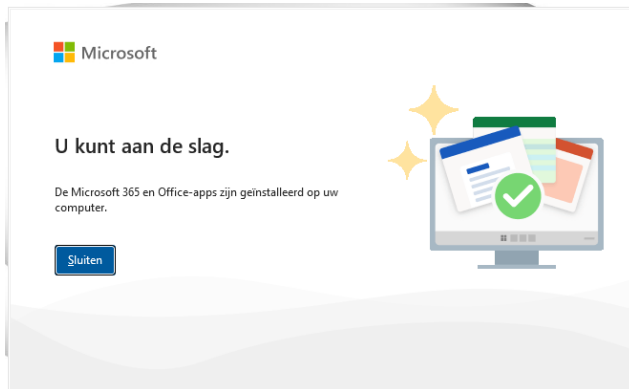 Microsoft
U kunt aan de slag.
De Microsoft 365 en Office-apps zijn geïnstalleerd op uw
computer.
Sluiten